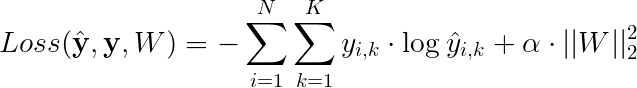 Loss(ŷ, y, W) = − ∑_{i=1}^{N} ∑_{k=1}^{K} y_{i,k} · log ŷ_{i,k} + α · ||W||_2^2